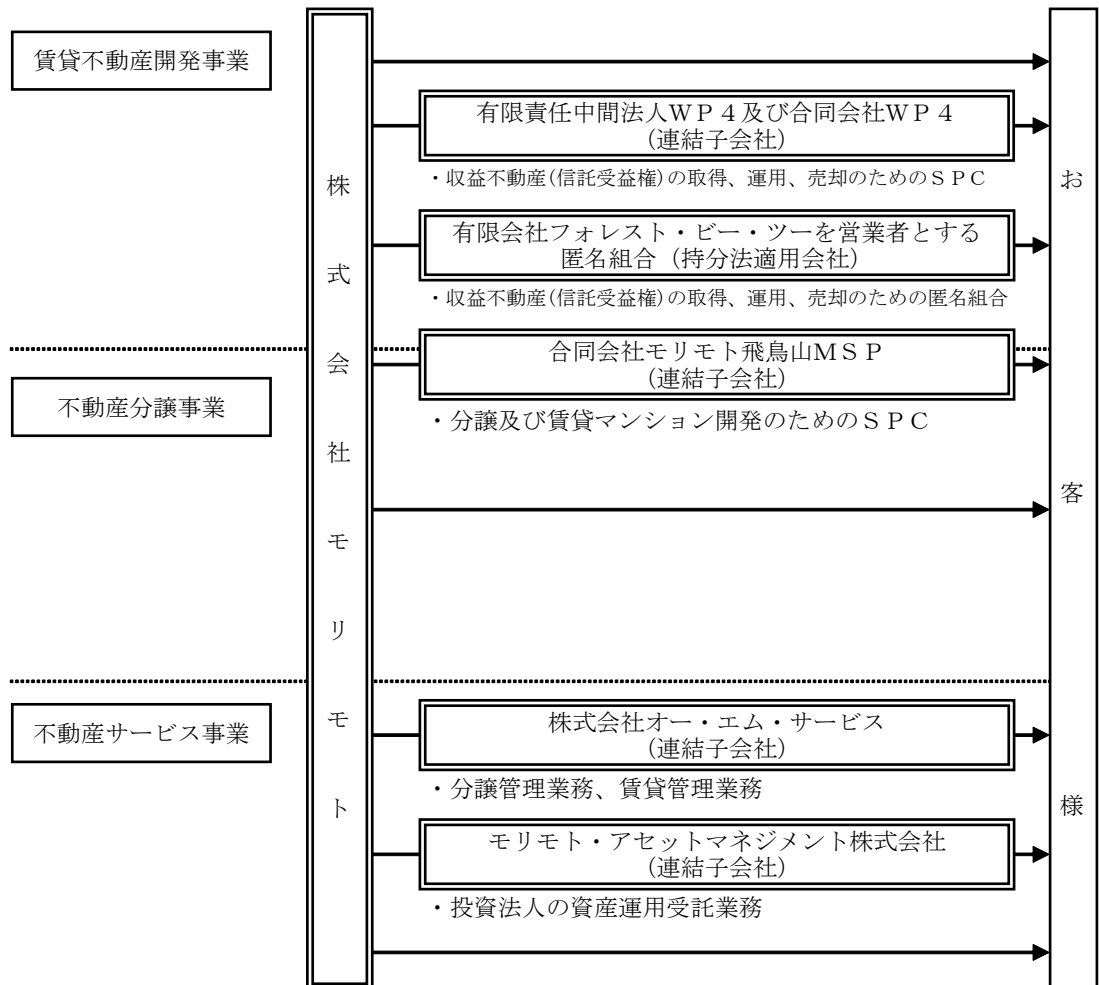 賃貸不動産開発事業
有限責任中間法人WP4及び合同会社WP4
(連結子会社)
・収益不動産(信託受益権)の取得、運用、売却のためのSPC
有限会社フォレスト・ビー・ツーを営業者とする
匿名組合(持分法適用会社)
・収益不動産(信託受益権)の取得、運用、売却のための匿名組合
不動産分譲事業
合同会社モリモト飛鳥山MSP
(連結子会社)
・分譲及び賃貸マンション開発のためのSPC
不動産サービス事業
株式会社オー・エム・サービス
(連結子会社)
・分譲管理業務、賃貸管理業務
モリモト・アセットマネジメント株式会社
(連結子会社)
・投資法人の資産運用受託業務
株式会社モリモト
お客様